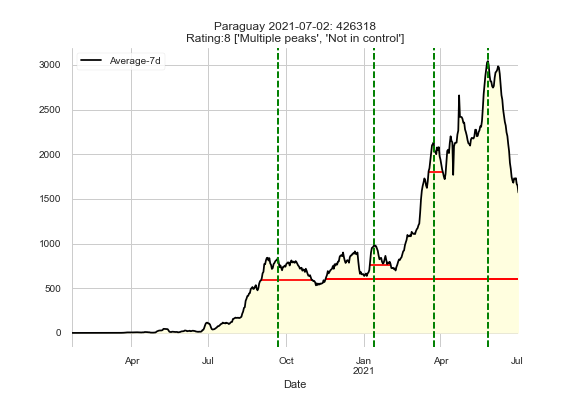 Paraguay 2021-07-02: 426318
Rating:8 ['Multiple peaks', 'Not in control']
Average-7d
3000
2500
2000
1500
1000
500
0
Apr
Jul
Oct
Jan
2021
Apr
Jul
Date